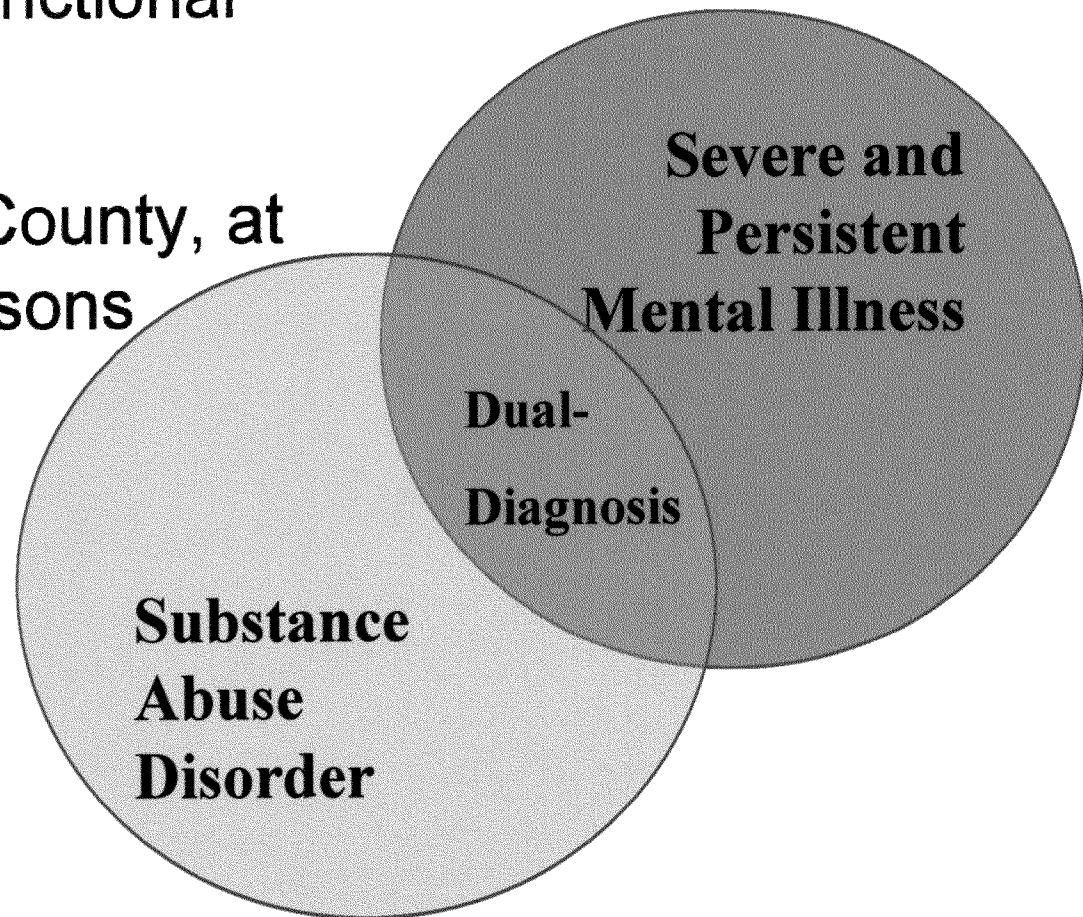 County, at
Severe and
Persistent
Mental Illness
Dual-
Diagnosis
Substance
Abuse
Disorder